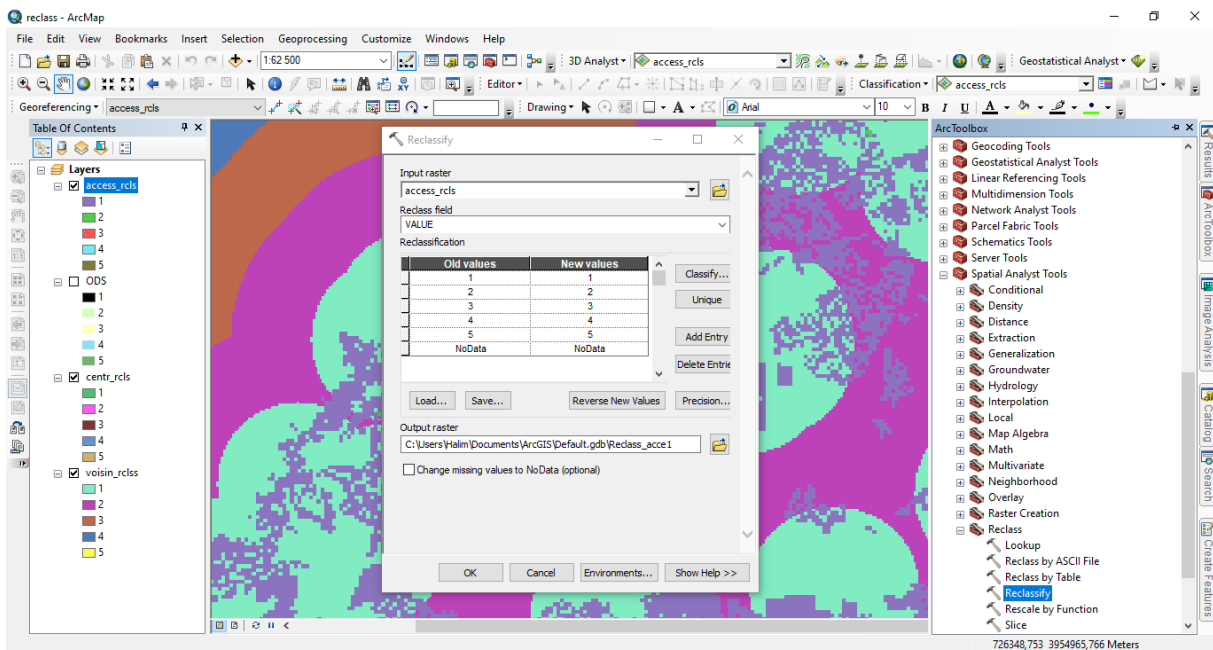 reclass - ArcMap
File Edit View Bookmarks Insert Selection Geoprocessing Customize Windows Help
1:62 500 3D Analyst access_rcls Geostatistical Analyst
Editor Classification access_rcls
Georeferencing access_rcls Drawing A Arial 10 B I U A
Table Of Contents
Layers
access_rcls
1
2
3
4
5
ODS
1
2
3
4
5
centr_rcls
1
2
3
4
5
voisin_rclss
1
2
3
4
5
Reclassify
Input raster
access_rcls
Reclass field
VALUE
Reclassification
Old values New values
1 1
2 2
3 3
4 4
5 5
NoData NoData
Classify...
Unique
Add Entry
Delete Entrie
Load... Save... Reverse New Values Precision...
Output raster
C:\Users\Halim\Documents\ArcGIS\Default.gdb\Reclass_acce1
Change missing values to NoData (optional)
OK Cancel Environments... Show Help >>
ArcToolbox
Geocoding Tools
Geostatistical Analyst Tools
Linear Referencing Tools
Multidimension Tools
Network Analyst Tools
Parcel Fabric Tools
Schematics Tools
Server Tools
Spatial Analyst Tools
Conditional
Density
Distance
Extraction
Generalization
Groundwater
Hydrology
Interpolation
Local
Map Algebra
Math
Multivariate
Neighborhood
Overlay
Raster Creation
Reclass
Lookup
Reclass by ASCII File
Reclass by Table
Reclassify
Rescale by Function
Slice
Results
ArcToolbox
Image Analysis
Catalog
Search
Create Features
726348,753 3954965,766 Meters